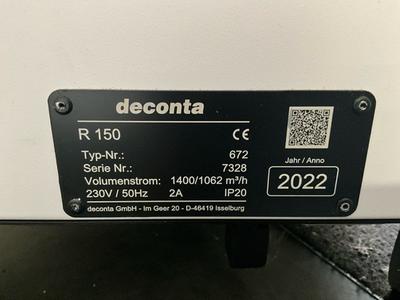 deconta
R 150 CE
Typ-Nr.: 672
Serie Nr.: 7328
Volumenstrom: 1400/1062 m³/h
230V / 50Hz 2A IP20
deconta GmbH - Im Geer 20 - D-46419 Isselburg
Jahr / Anno
2022